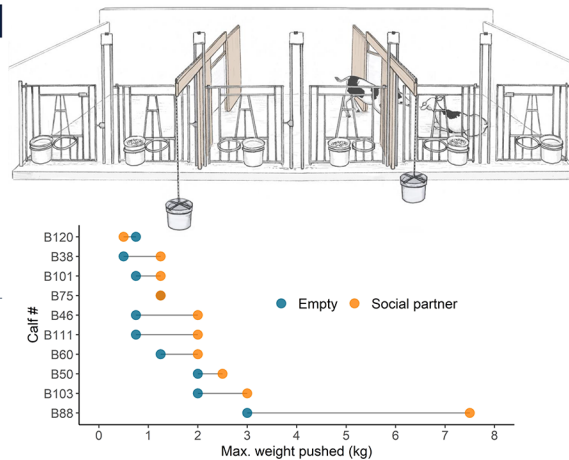 B120
B38
B101
B75
B46
B111
B60
B50
B103
B88
Calf #
Empty
Social partner
0 1 2 3 4 5 6 7 8
Max. weight pushed (kg)